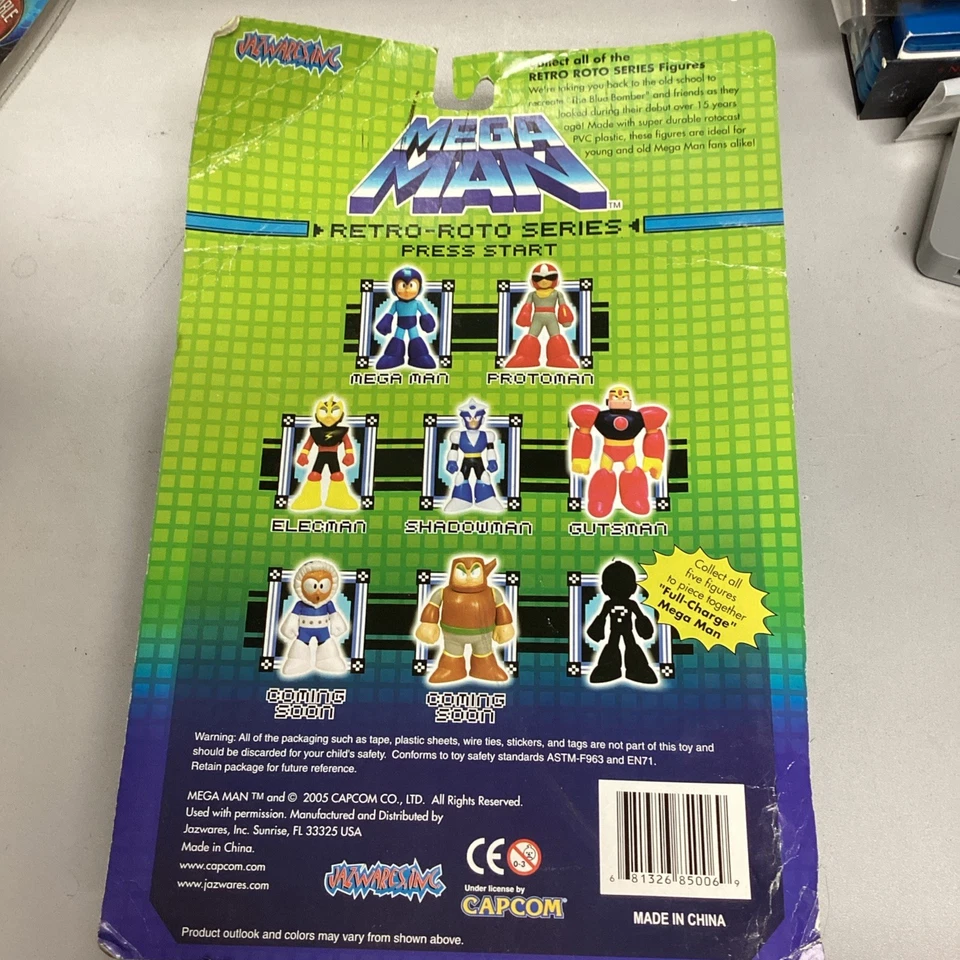 JAZWARES, INC
Collect all of the
RETRO ROTO SERIES Figures
We're taking you back to the old school to
recreate "The Blue Bomber" and friends as they
looked during their debut over 15 years
ago! Made with super durable rotocast
PVC plastic, these figures are ideal for
young and old Mega Man fans alike!
MEGA
MAN TM
RETRO-ROTO SERIES
PRESS START
MEGA MAN PROTOMAN
ELECMAN SHADOWMAN GUTSMAN
Collect all
five figures
to piece together
"Full-Charge"
Mega Man
?
COMING
SOON
COMING
SOON
Warning: All of the packaging such as tape, plastic sheets, wire ties, stickers, and tags are not part of this toy and
should be discarded for your child's safety. Conforms to toy safety standards ASTM-F963 and EN71.
Retain package for future reference.
MEGA MAN TM and © 2005 CAPCOM CO., LTD. All Rights Reserved.
Used with permission. Manufactured and Distributed by
Jazwares, Inc. Sunrise, FL 33325 USA
Made in China.
www.capcom.com
www.jazwares.com
JAZWARES, INC
CE 0-3
Under license by
CAPCOM
6 81326 85006 9
MADE IN CHINA
Product outlook and colors may vary from shown above.